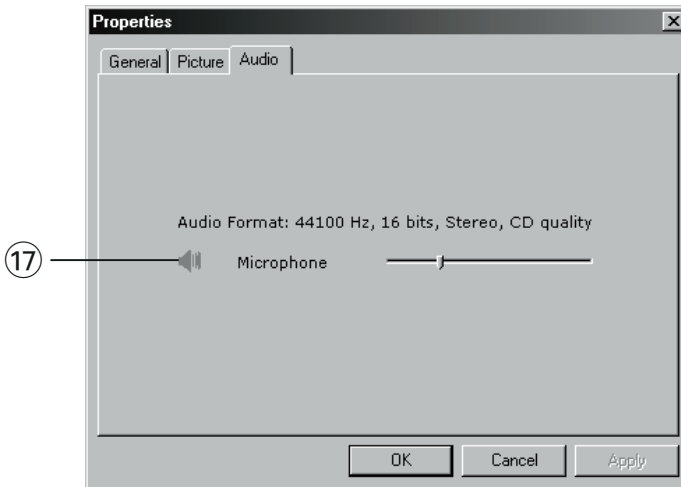 Properties
General Picture Audio
Audio Format: 44100 Hz, 16 bits, Stereo, CD quality
17 Microphone
OK Cancel Apply